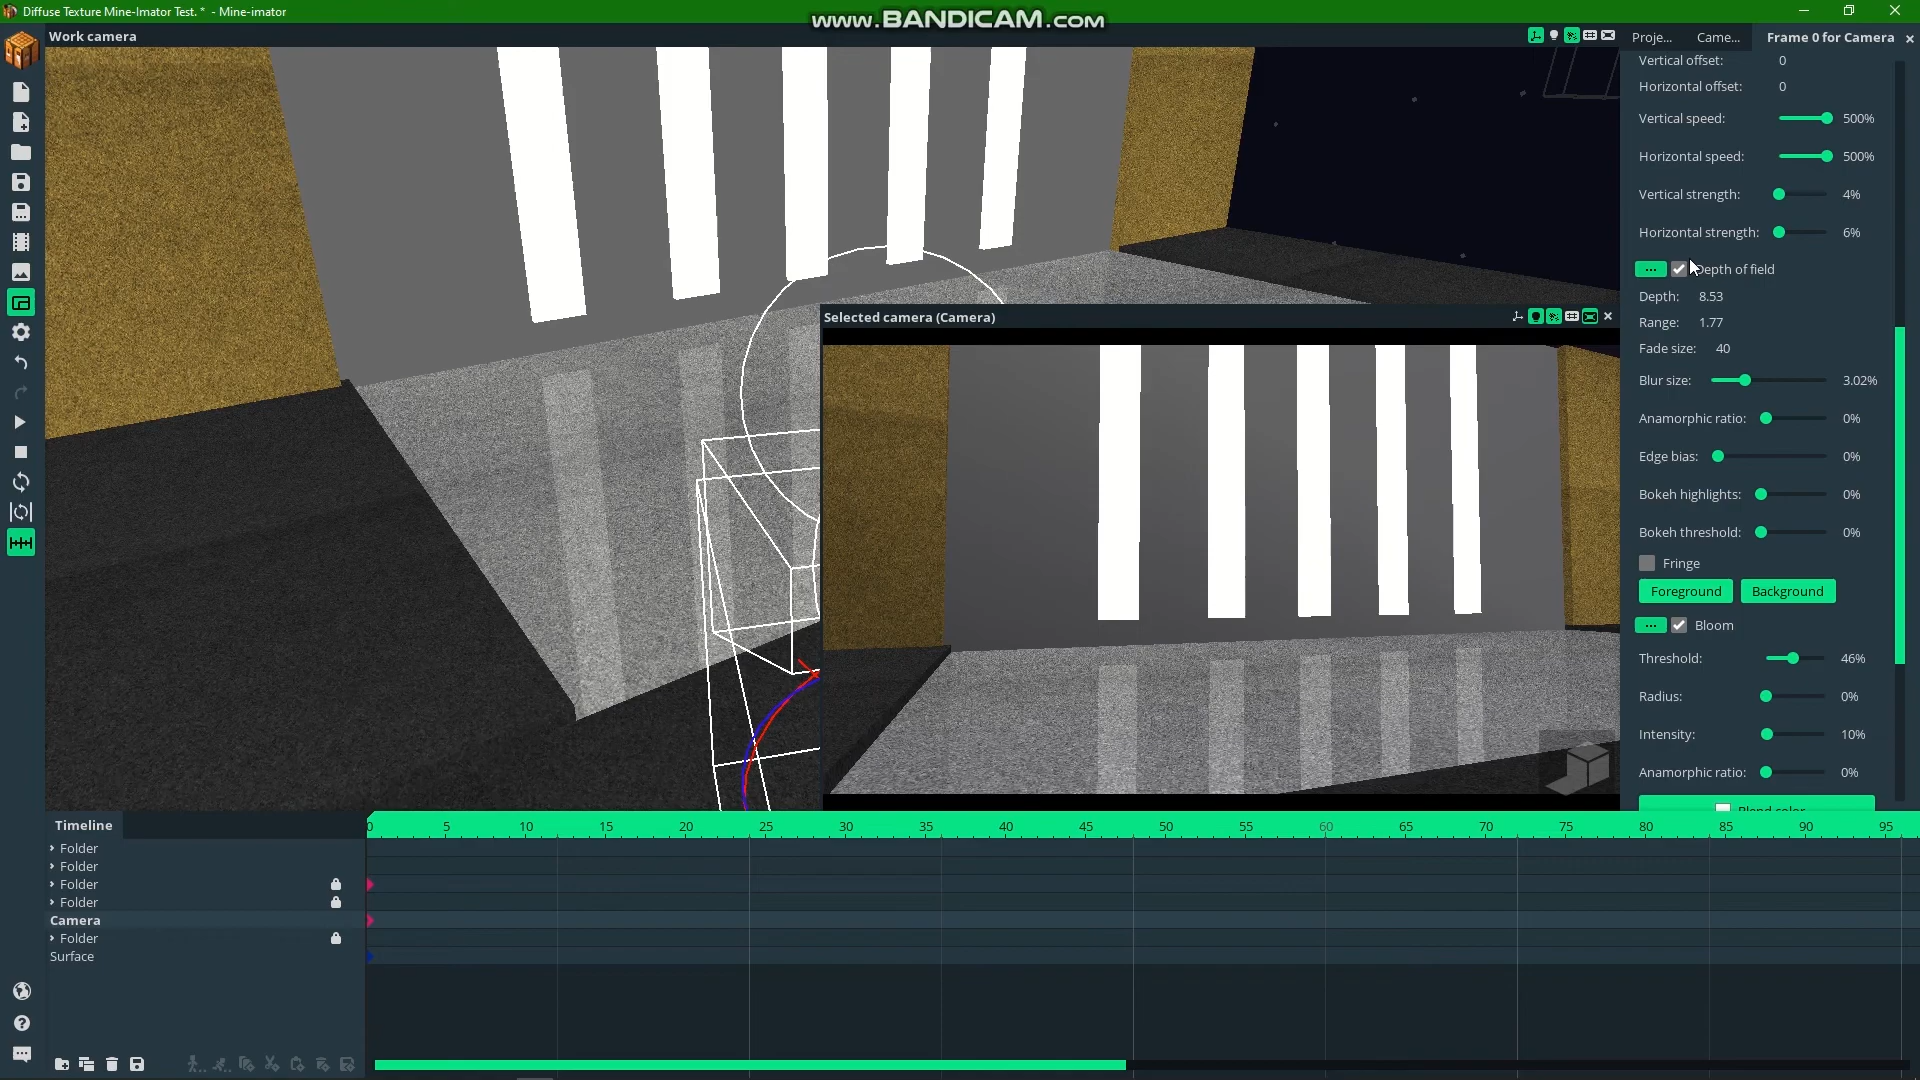 Diffuse Texture Mine-Imator Test. * - Mine-imator
www.BANDICAM.com
Work camera
Proje...
Came...
Frame 0 for Camera
Vertical offset: 0
Horizontal offset: 0
Vertical speed: 500%
Horizontal speed: 500%
Vertical strength: 4%
Horizontal strength: 6%
Depth of field
Depth: 8.53
Range: 1.77
Fade size: 40
Blur size: 3.02%
Anamorphic ratio: 0%
Edge bias: 0%
Bokeh highlights: 0%
Bokeh threshold: 0%
Fringe
Foreground Background
Bloom
Threshold: 46%
Radius: 0%
Intensity: 10%
Anamorphic ratio: 0%
Blend color
Selected camera (Camera)
Timeline
0 5 10 15 20 25 30 35 40 45 50 55 60 65 70 75 80 85 90 95
Folder
Folder
Folder
Folder
Camera
Folder
Surface